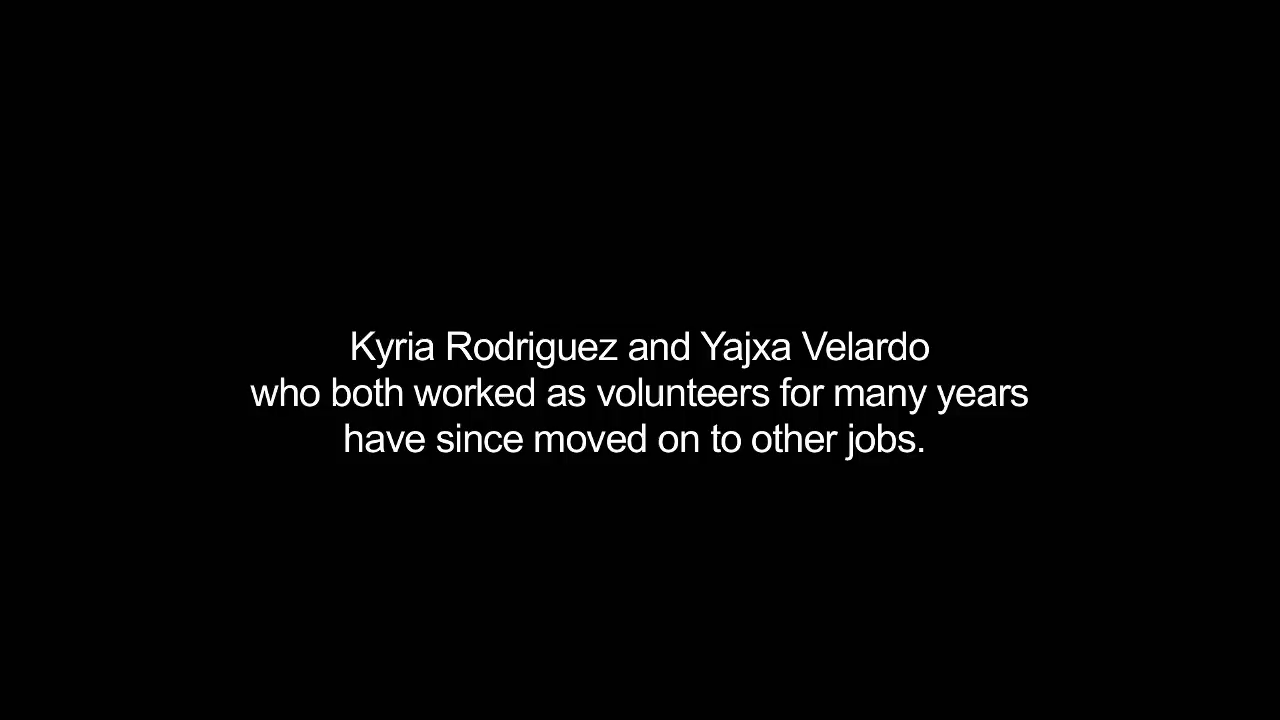 Kyria Rodriguez and Yajxa Velardo
who both worked as volunteers for many years
have since moved on to other jobs.